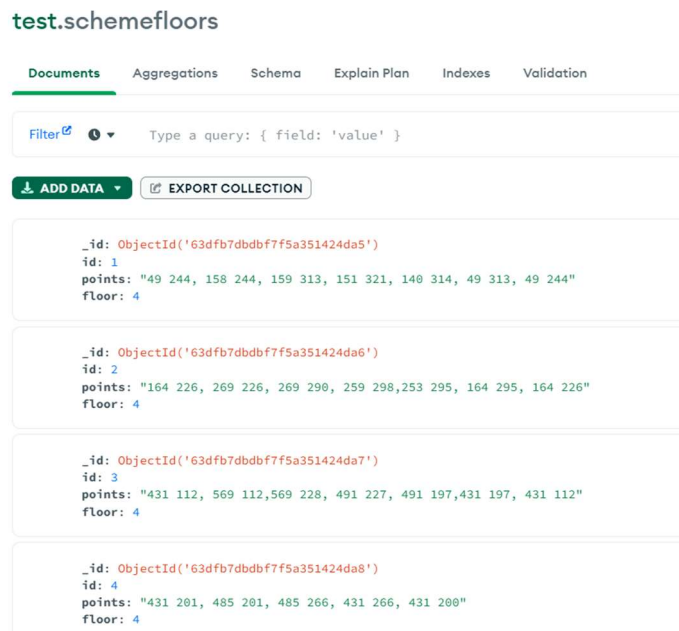 test.schemefloors
Documents Aggregations Schema Explain Plan Indexes Validation
Filter Type a query: { field: 'value' }
ADD DATA EXPORT COLLECTION
_id: ObjectId('63dfb7dbdbf7f5a351424da5')
id: 1
points: "49 244, 158 244, 159 313, 151 321, 140 314, 49 313, 49 244"
floor: 4
_id: ObjectId('63dfb7dbdbf7f5a351424da6')
id: 2
points: "164 226, 269 226, 269 290, 259 298,253 295, 164 295, 164 226"
floor: 4
_id: ObjectId('63dfb7dbdbf7f5a351424da7')
id: 3
points: "431 112, 569 112,569 228, 491 227, 491 197,431 197, 431 112"
floor: 4
_id: ObjectId('63dfb7dbdbf7f5a351424da8')
id: 4
points: "431 201, 485 201, 485 266, 431 266, 431 200"
floor: 4